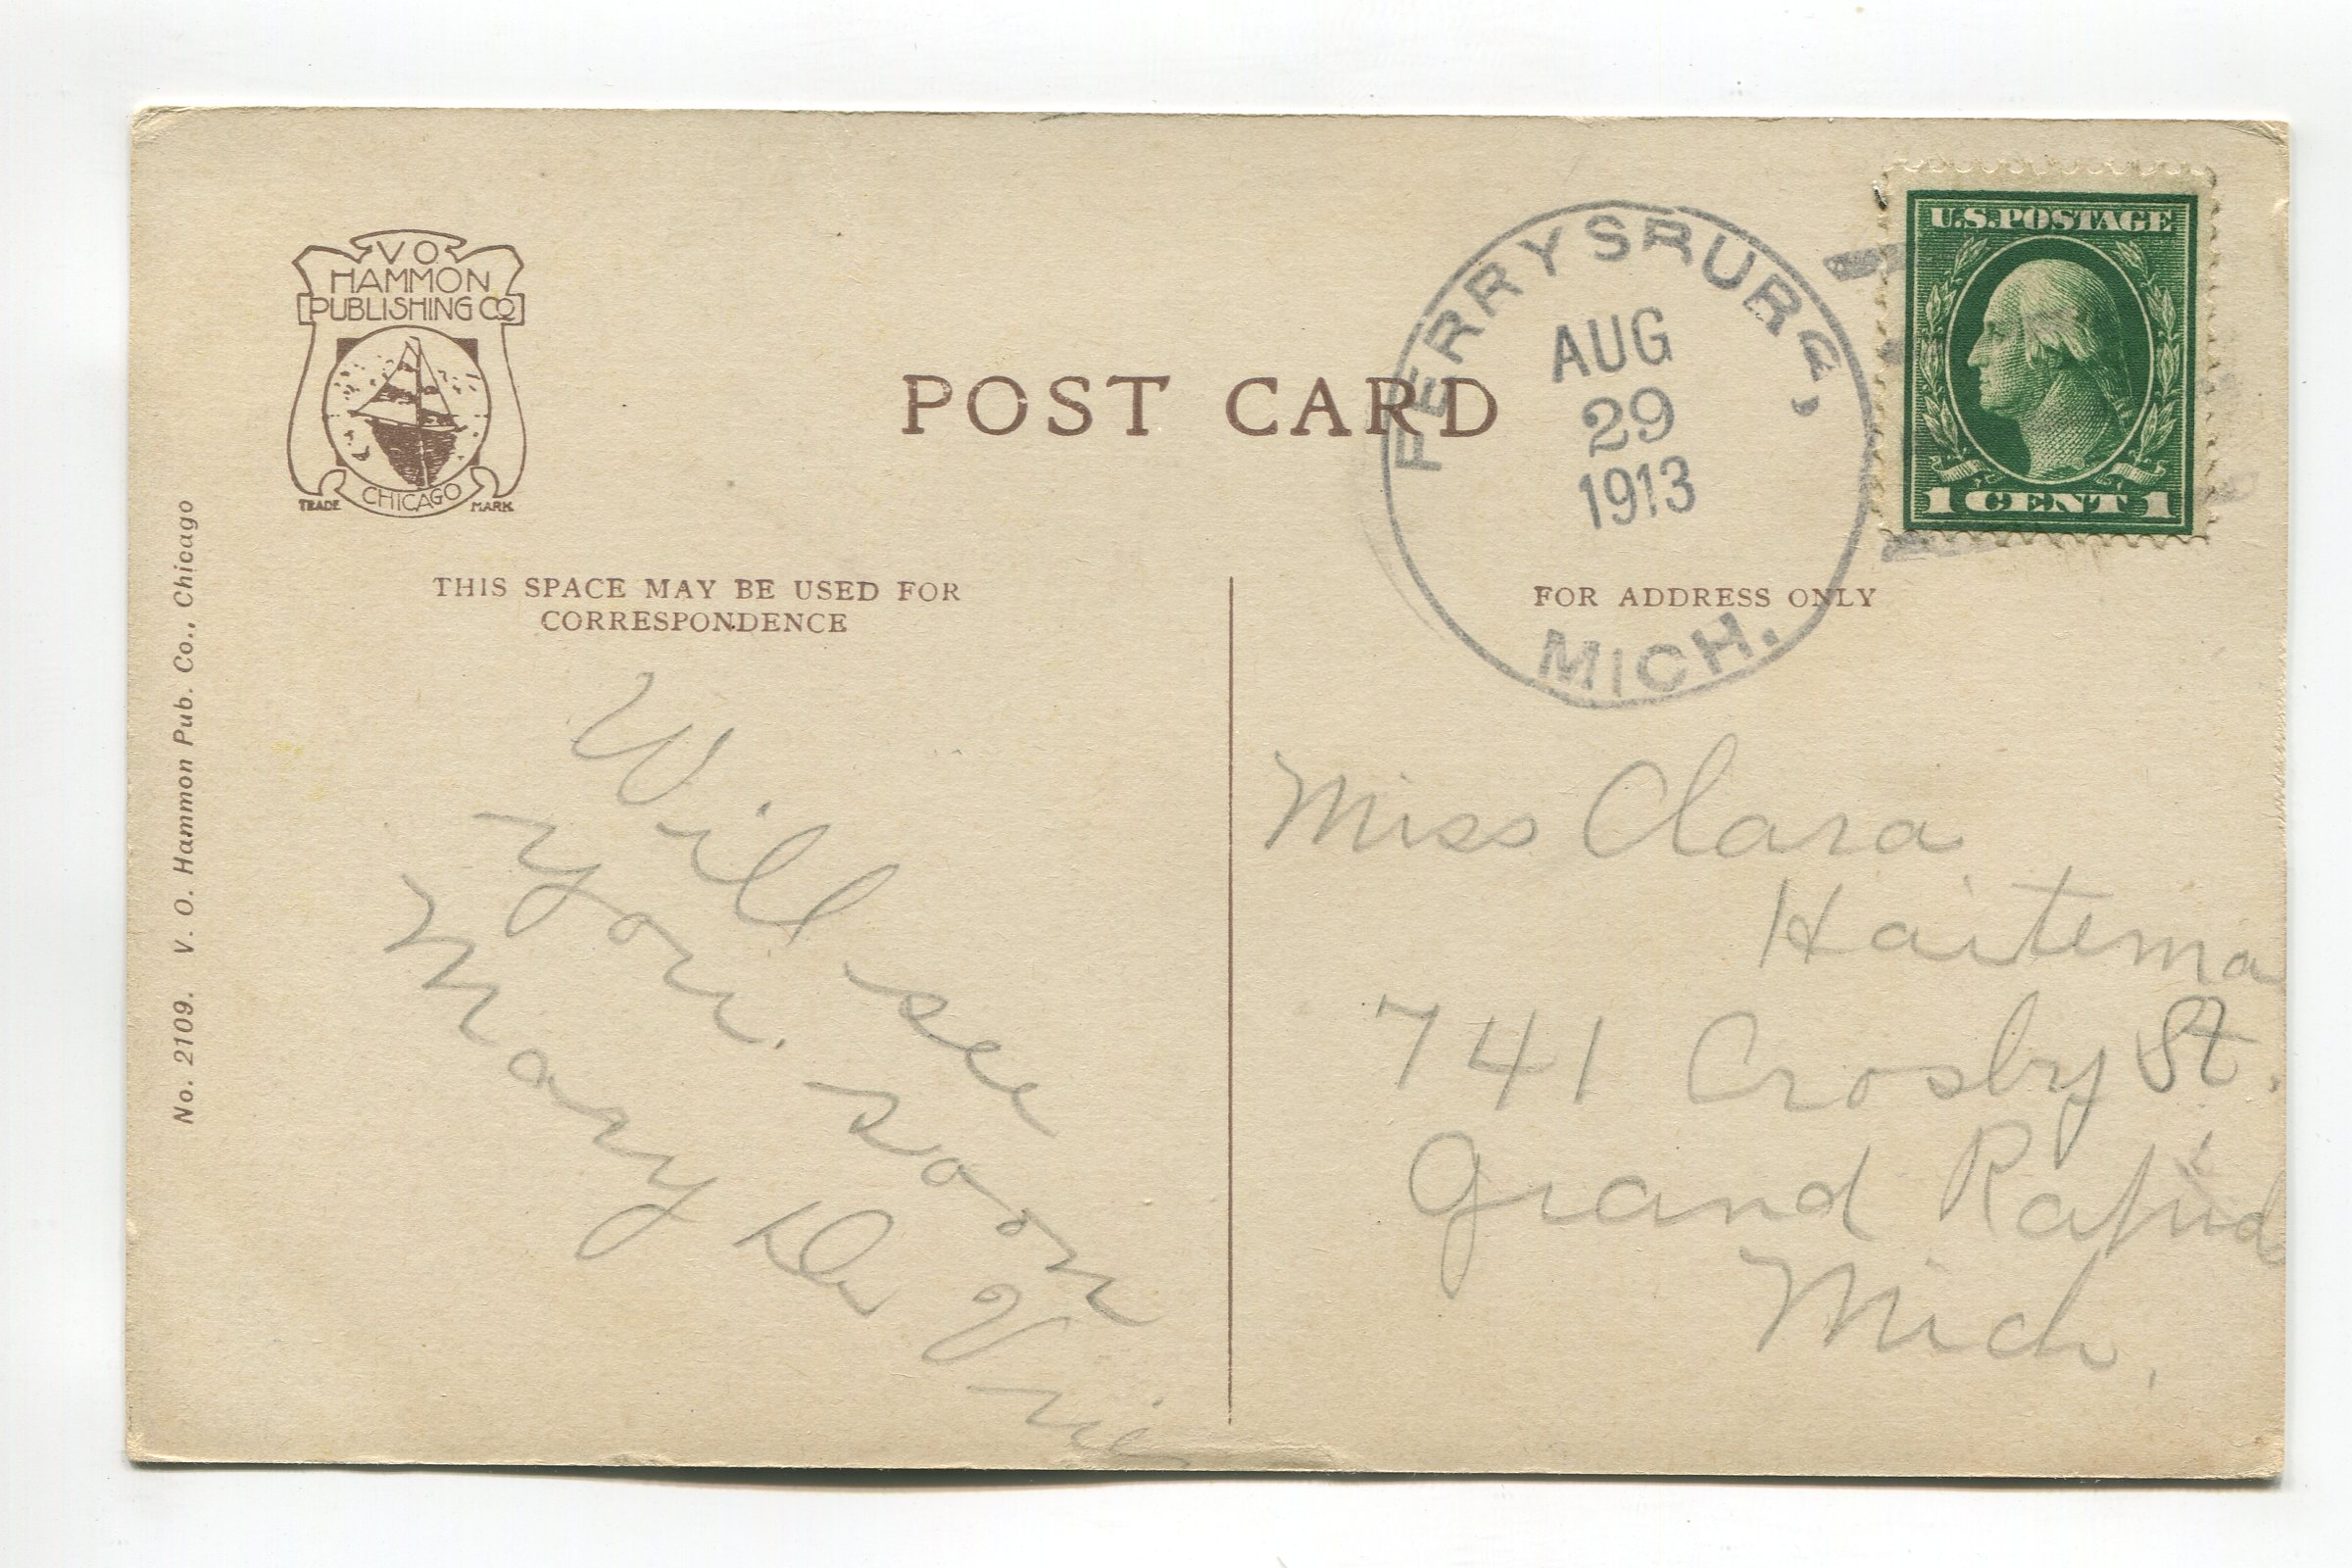 V O
HAMMON
PUBLISHING CO
CHICAGO
TRADE MARK
POST CARD
FERRYSBURG,
AUG
29
1913
MICH.
U.S. POSTAGE
1 CENT 1
THIS SPACE MAY BE USED FOR
CORRESPONDENCE
FOR ADDRESS ONLY
No. 2109. V. O. Hammon Pub. Co., Chicago
Will see
you. soon
Mary De Vrie
Miss Clara
Haitema
741 Crosby St.
Grand Rapids
Mich.